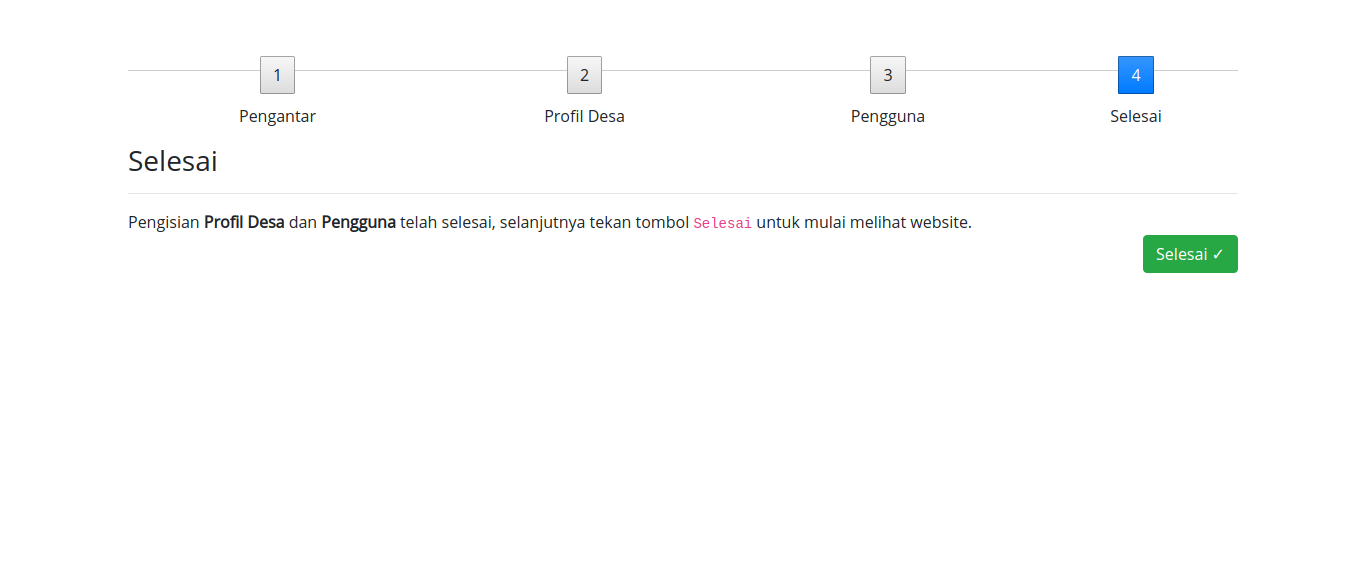 1 2 3 4
Pengantar Profil Desa Pengguna Selesai
Selesai
Pengisian Profil Desa dan Pengguna telah selesai, selanjutnya tekan tombol Selesai untuk mulai melihat website.
Selesai ✓